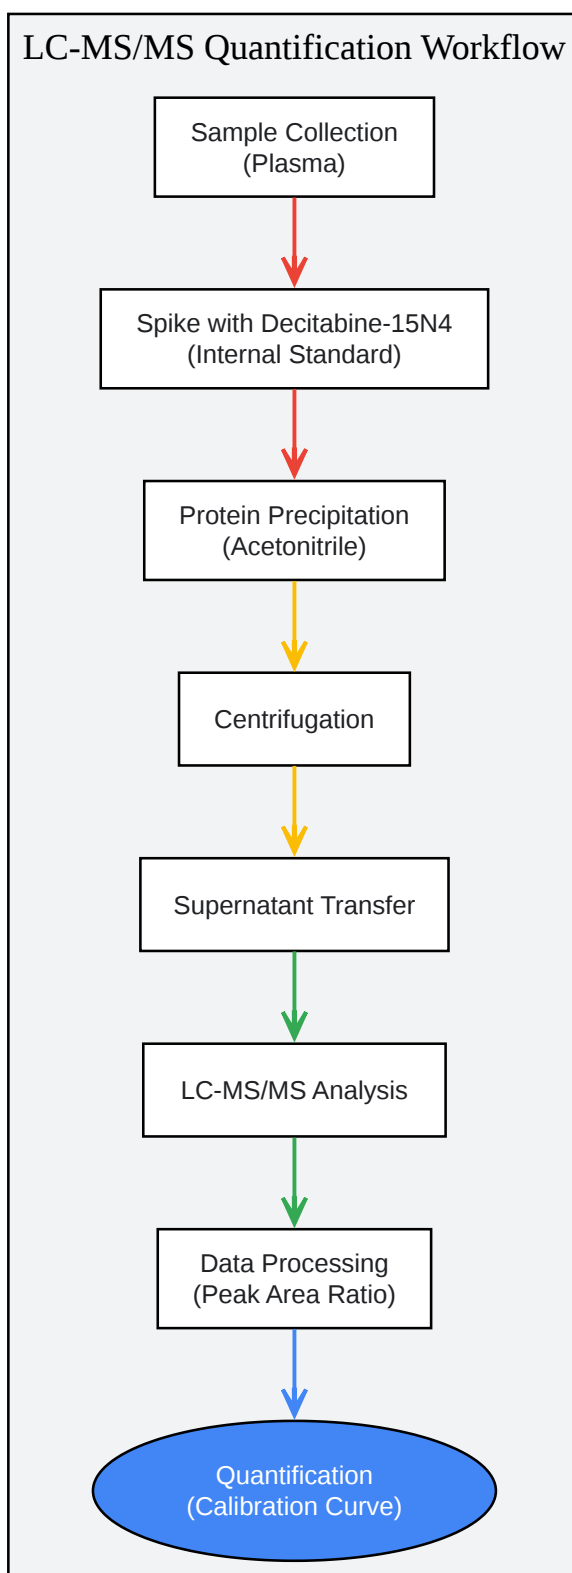 LC-MS/MS Quantification Workflow
Sample Collection
(Plasma)
Spike with Decitabine-15N4
(Internal Standard)
Protein Precipitation
(Acetonitrile)
Centrifugation
Supernatant Transfer
LC-MS/MS Analysis
Data Processing
(Peak Area Ratio)
Quantification
(Calibration Curve)